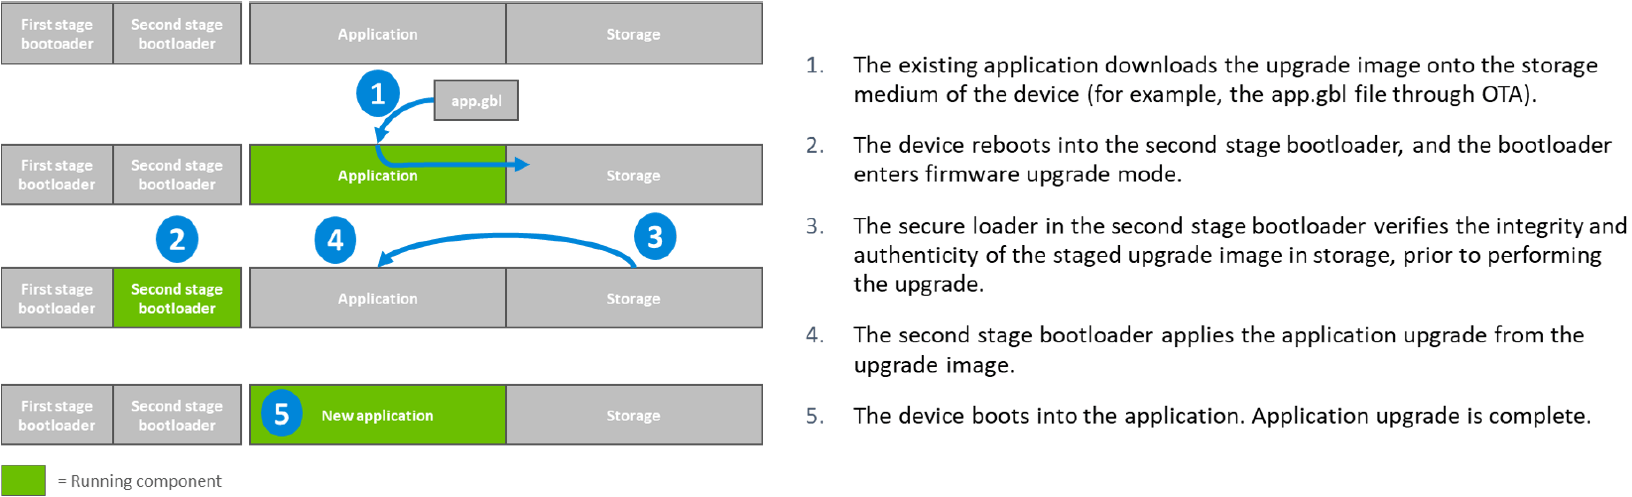 First stage
bootoader
Second stage
bootloader
Application
Storage
1
app.gbl
First stage
bootloader
Second stage
bootloader
Application
Storage
2
4
3
First stage
bootloader
Second stage
bootloader
Application
Storage
First stage
bootloader
Second stage
bootloader
5
New application
Storage
= Running component
1. The existing application downloads the upgrade image onto the storage
medium of the device (for example, the app.gbl file through OTA).
2. The device reboots into the second stage bootloader, and the bootloader
enters firmware upgrade mode.
3. The secure loader in the second stage bootloader verifies the integrity and
authenticity of the staged upgrade image in storage, prior to performing
the upgrade.
4. The second stage bootloader applies the application upgrade from the
upgrade image.
5. The device boots into the application. Application upgrade is complete.